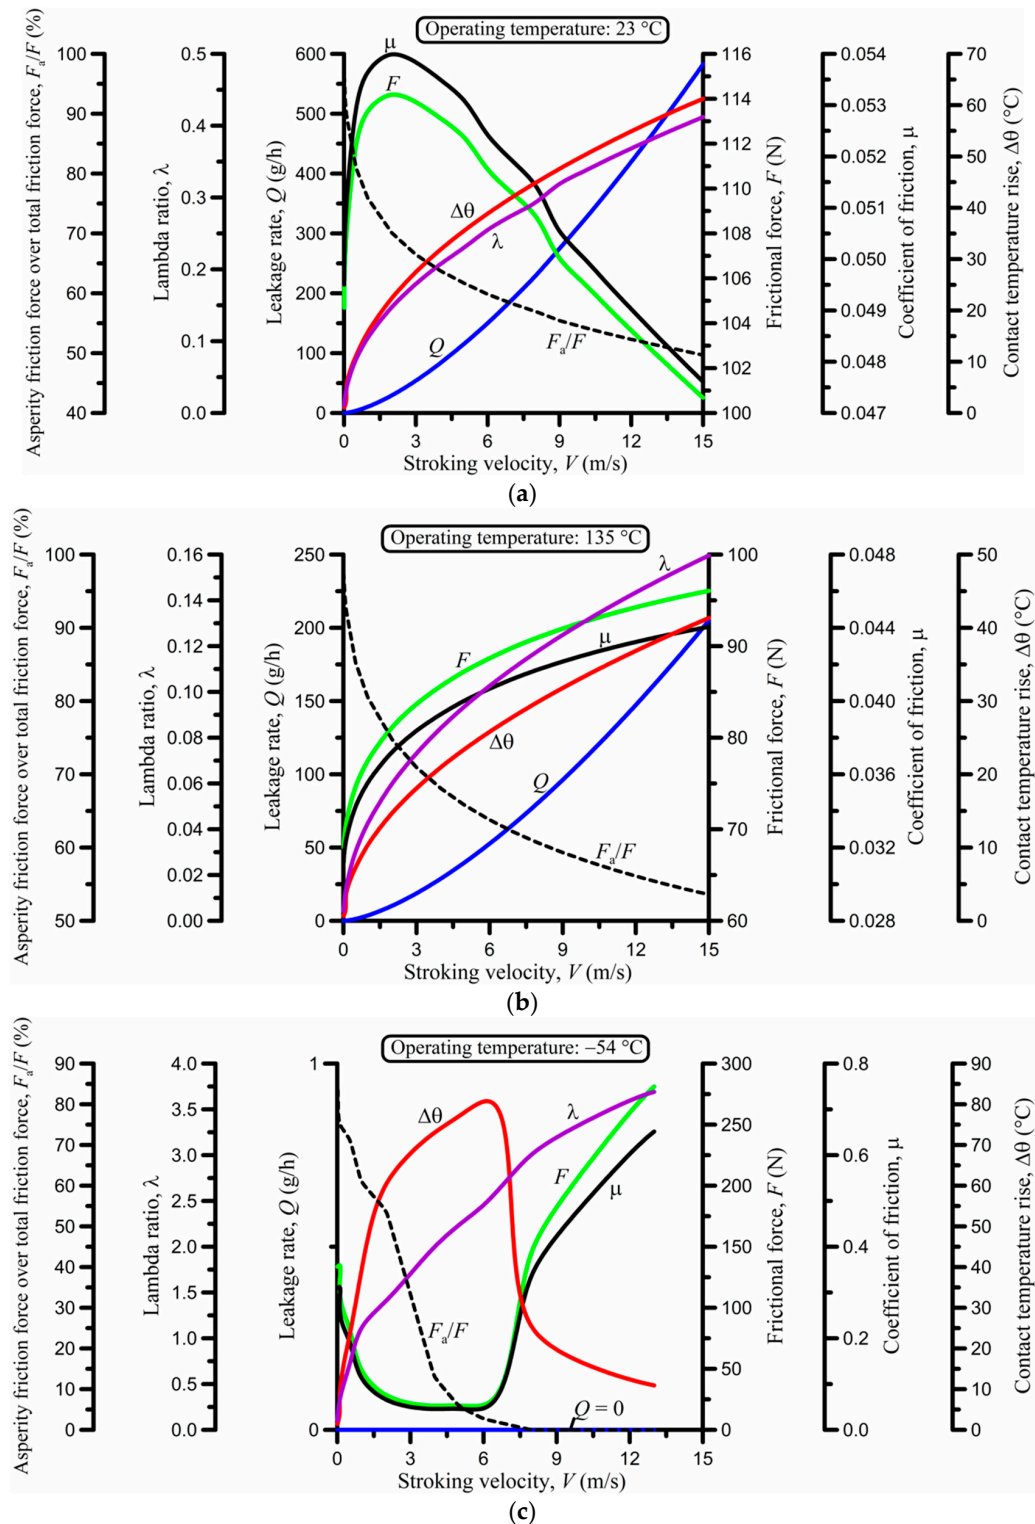 Operating temperature: 23 °C
Asperity friction force over total friction force, Fa/F (%)
100
90
80
70
60
50
40
Lambda ratio, λ
0.5
0.4
0.3
0.2
0.1
0.0
Leakage rate, Q (g/h)
600
500
400
300
200
100
0
μ
F
Δθ
λ
Q
Fa/F
116
114
112
110
108
106
104
102
100
Frictional force, F (N)
0.054
0.053
0.052
0.051
0.050
0.049
0.048
0.047
Coefficient of friction, μ
70
60
50
40
30
20
10
0
Contact temperature rise, Δθ (°C)
0 3 6 9 12 15
Stroking velocity, V (m/s)
(a)
Operating temperature: 135 °C
Asperity friction force over total friction force, Fa/F (%)
100
90
80
70
60
50
Lambda ratio, λ
0.16
0.14
0.12
0.10
0.08
0.06
0.04
0.02
0.00
Leakage rate, Q (g/h)
250
200
150
100
50
0
λ
F
μ
Δθ
Q
Fa/F
100
90
80
70
60
Frictional force, F (N)
0.048
0.044
0.040
0.036
0.032
0.028
Coefficient of friction, μ
50
40
30
20
10
0
Contact temperature rise, Δθ (°C)
0 3 6 9 12 15
Stroking velocity, V (m/s)
(b)
Operating temperature: −54 °C
Asperity friction force over total friction force, Fa/F (%)
90
80
70
60
50
40
30
20
10
0
Lambda ratio, λ
4.0
3.5
3.0
2.5
2.0
1.5
1.0
0.5
0.0
Leakage rate, Q (g/h)
1
0
Δθ
λ
F
μ
Fa/F
Q = 0
300
250
200
150
100
50
0
Frictional force, F (N)
0.8
0.6
0.4
0.2
0.0
Coefficient of friction, μ
90
80
70
60
50
40
30
20
10
0
Contact temperature rise, Δθ (°C)
0 3 6 9 12 15
Stroking velocity, V (m/s)
(c)